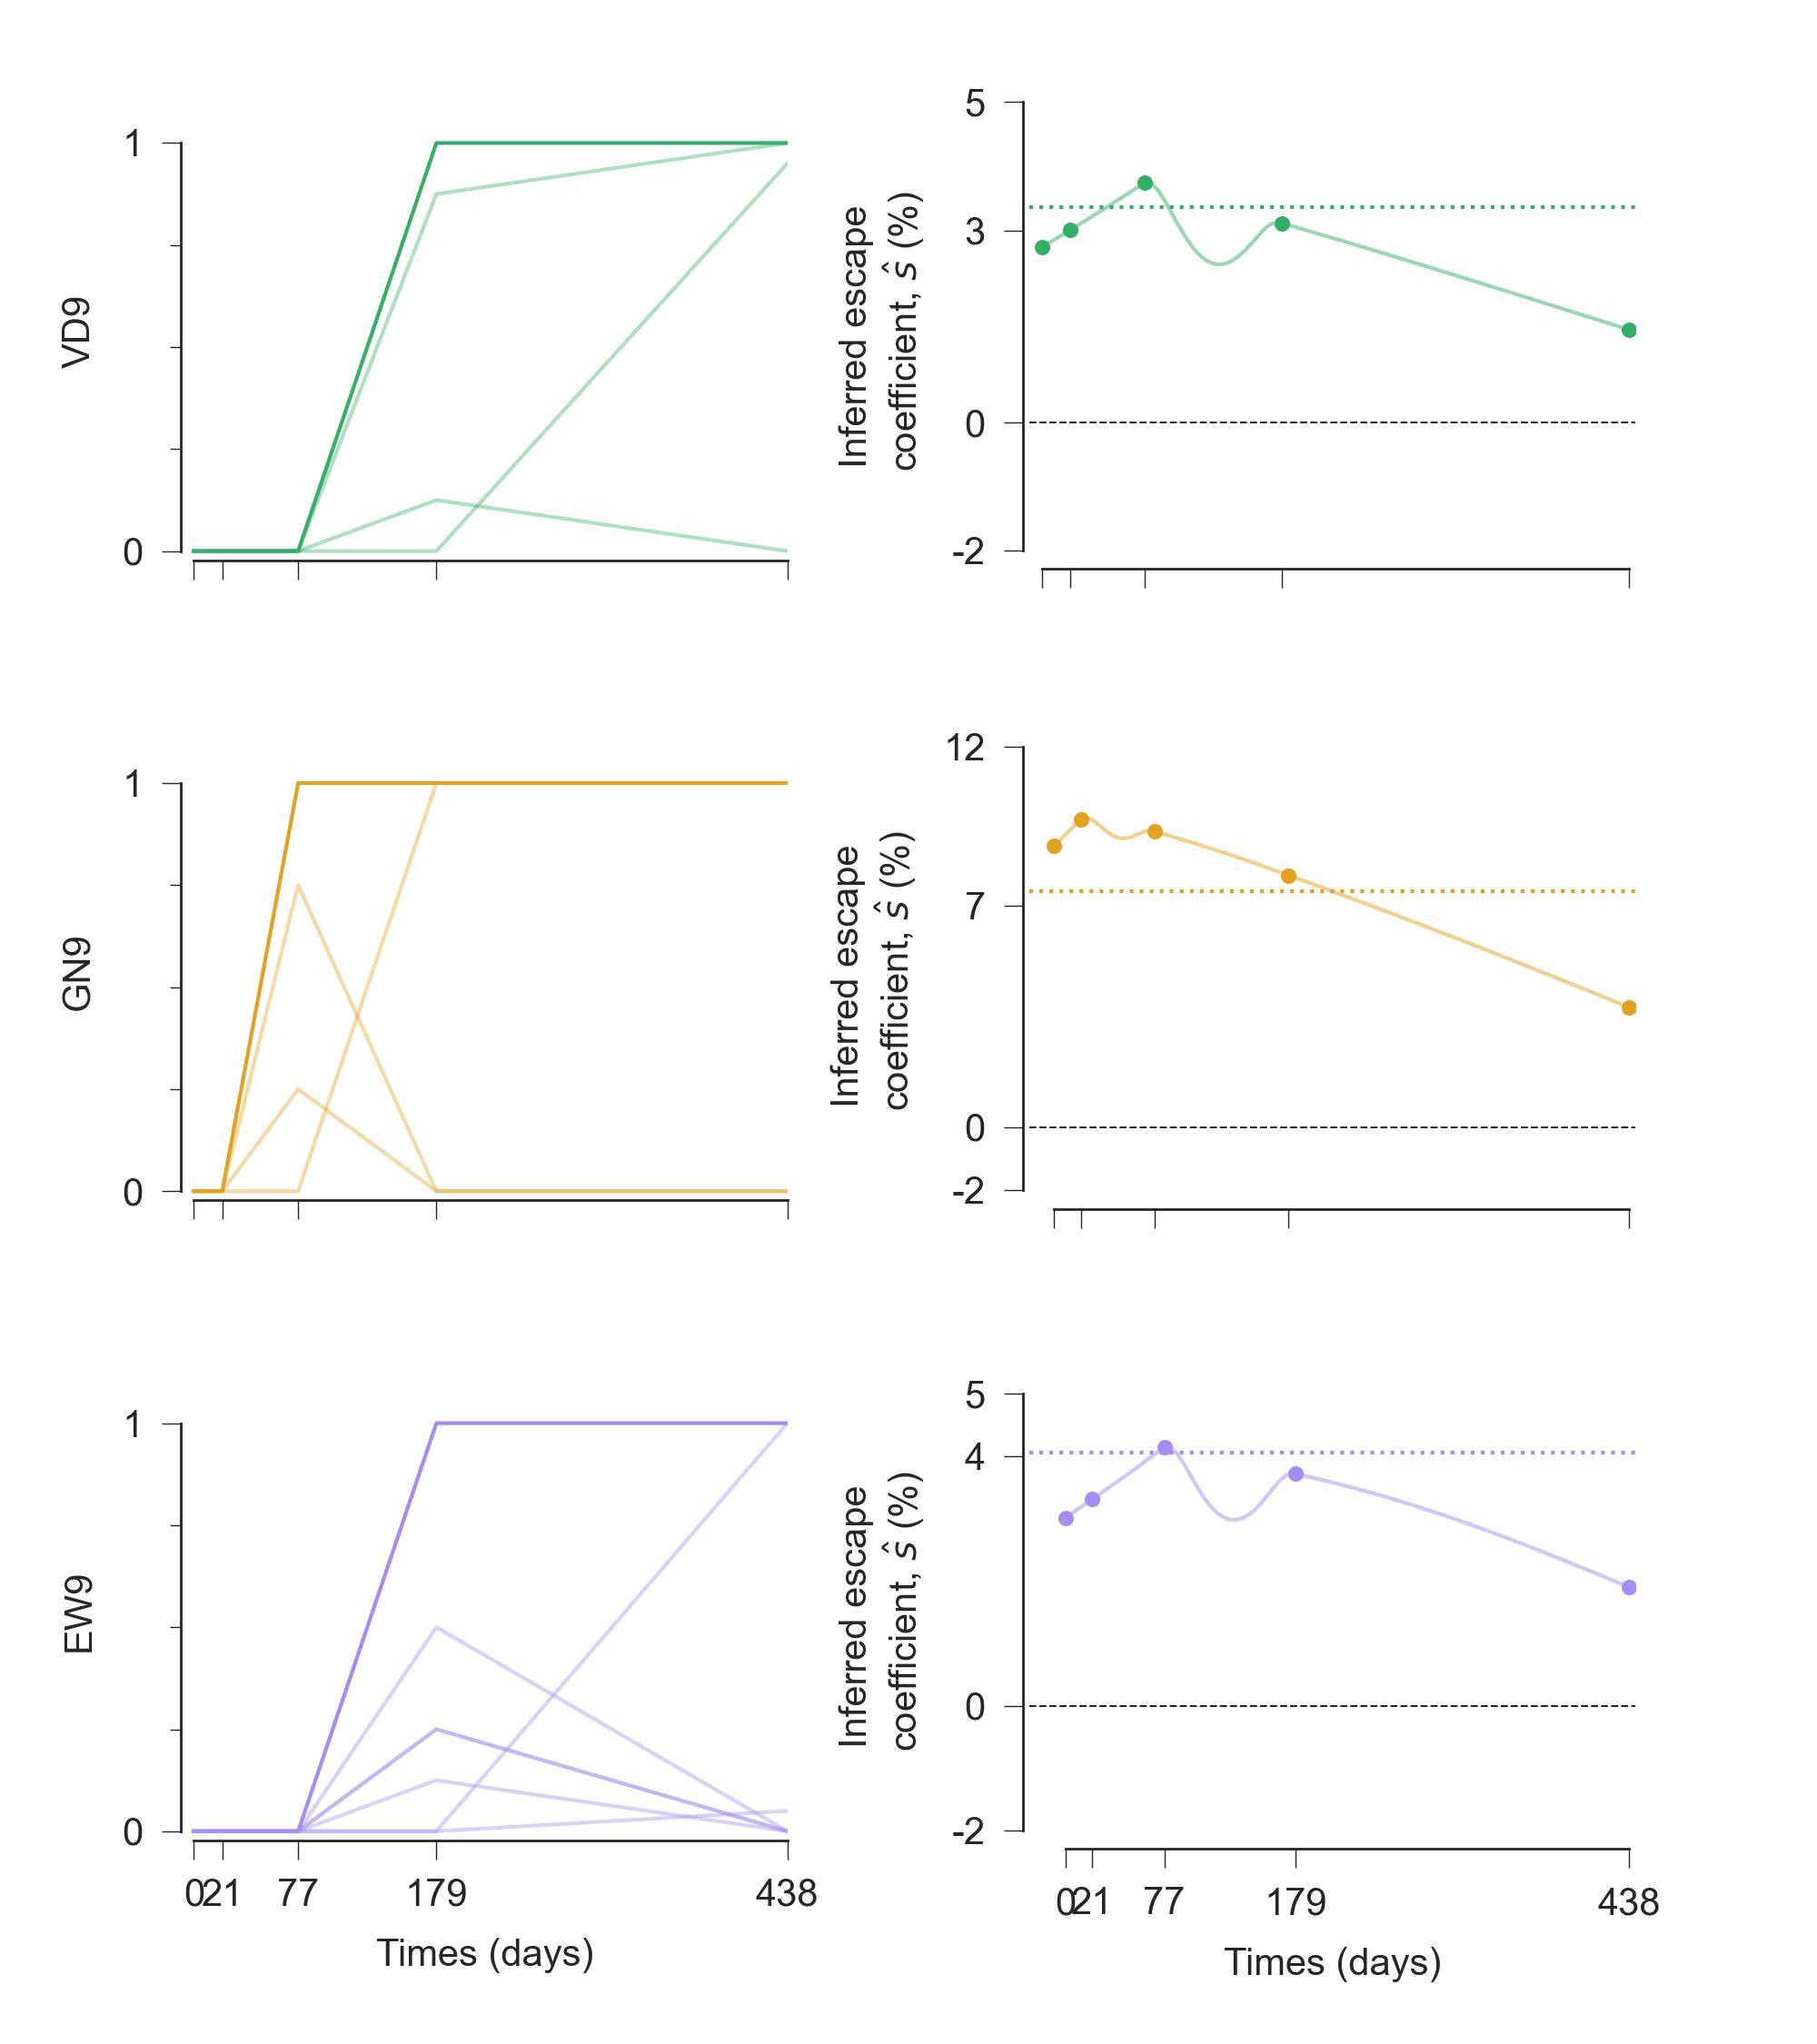 VD9
1
0
Inferred escape
coefficient, ŝ (%)
5
3
0
-2
GN9
1
0
Inferred escape
coefficient, ŝ (%)
12
7
0
-2
EW9
1
0
0 21 77 179 438
Times (days)
Inferred escape
coefficient, ŝ (%)
5
4
0
-2
0 21 77 179 438
Times (days)